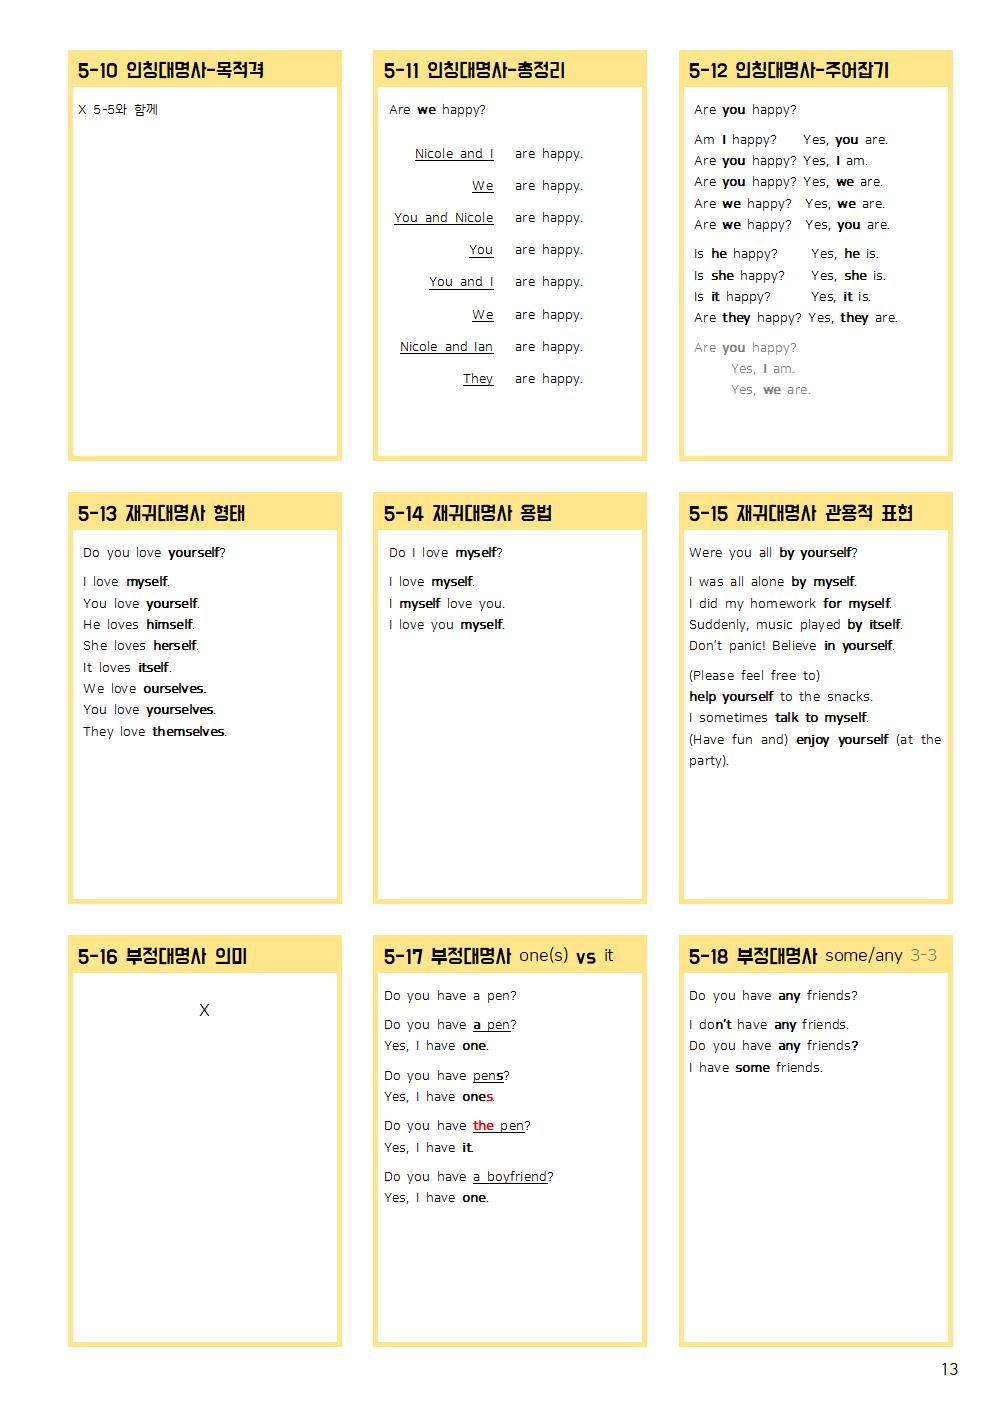 5-10 인칭대명사-목적격
X 5-5와 함께
5-11 인칭대명사-총정리
Are we happy?
Nicole and I are happy.
We are happy.
You and Nicole are happy.
You are happy.
You and I are happy.
We are happy.
Nicole and Ian are happy.
They are happy.
5-12 인칭대명사-주어잡기
Are you happy?
Am I happy? Yes, you are.
Are you happy? Yes, I am.
Are you happy? Yes, we are.
Are we happy? Yes, we are.
Are we happy? Yes, you are.
Is he happy? Yes, he is.
Is she happy? Yes, she is.
Is it happy? Yes, it is.
Are they happy? Yes, they are.
Are you happy?
Yes, I am.
Yes, we are.
5-13 재귀대명사 형태
Do you love yourself?
I love myself.
You love yourself.
He loves himself.
She loves herself.
It loves itself.
We love ourselves.
You love yourselves.
They love themselves.
5-14 재귀대명사 용법
Do I love myself?
I love myself.
I myself love you.
I love you myself.
5-15 재귀대명사 관용적 표현
Were you all by yourself?
I was all alone by myself.
I did my homework for myself.
Suddenly, music played by itself.
Don't panic! Believe in yourself.
(Please feel free to)
help yourself to the snacks.
I sometimes talk to myself.
(Have fun and) enjoy yourself (at the
party).
5-16 부정대명사 의미
X
5-17 부정대명사 one(s) vs it
Do you have a pen?
Do you have a pen?
Yes, I have one.
Do you have pens?
Yes, I have ones.
Do you have the pen?
Yes, I have it.
Do you have a boyfriend?
Yes, I have one.
5-18 부정대명사 some/any 3-3
Do you have any friends?
I don't have any friends.
Do you have any friends?
I have some friends.
13